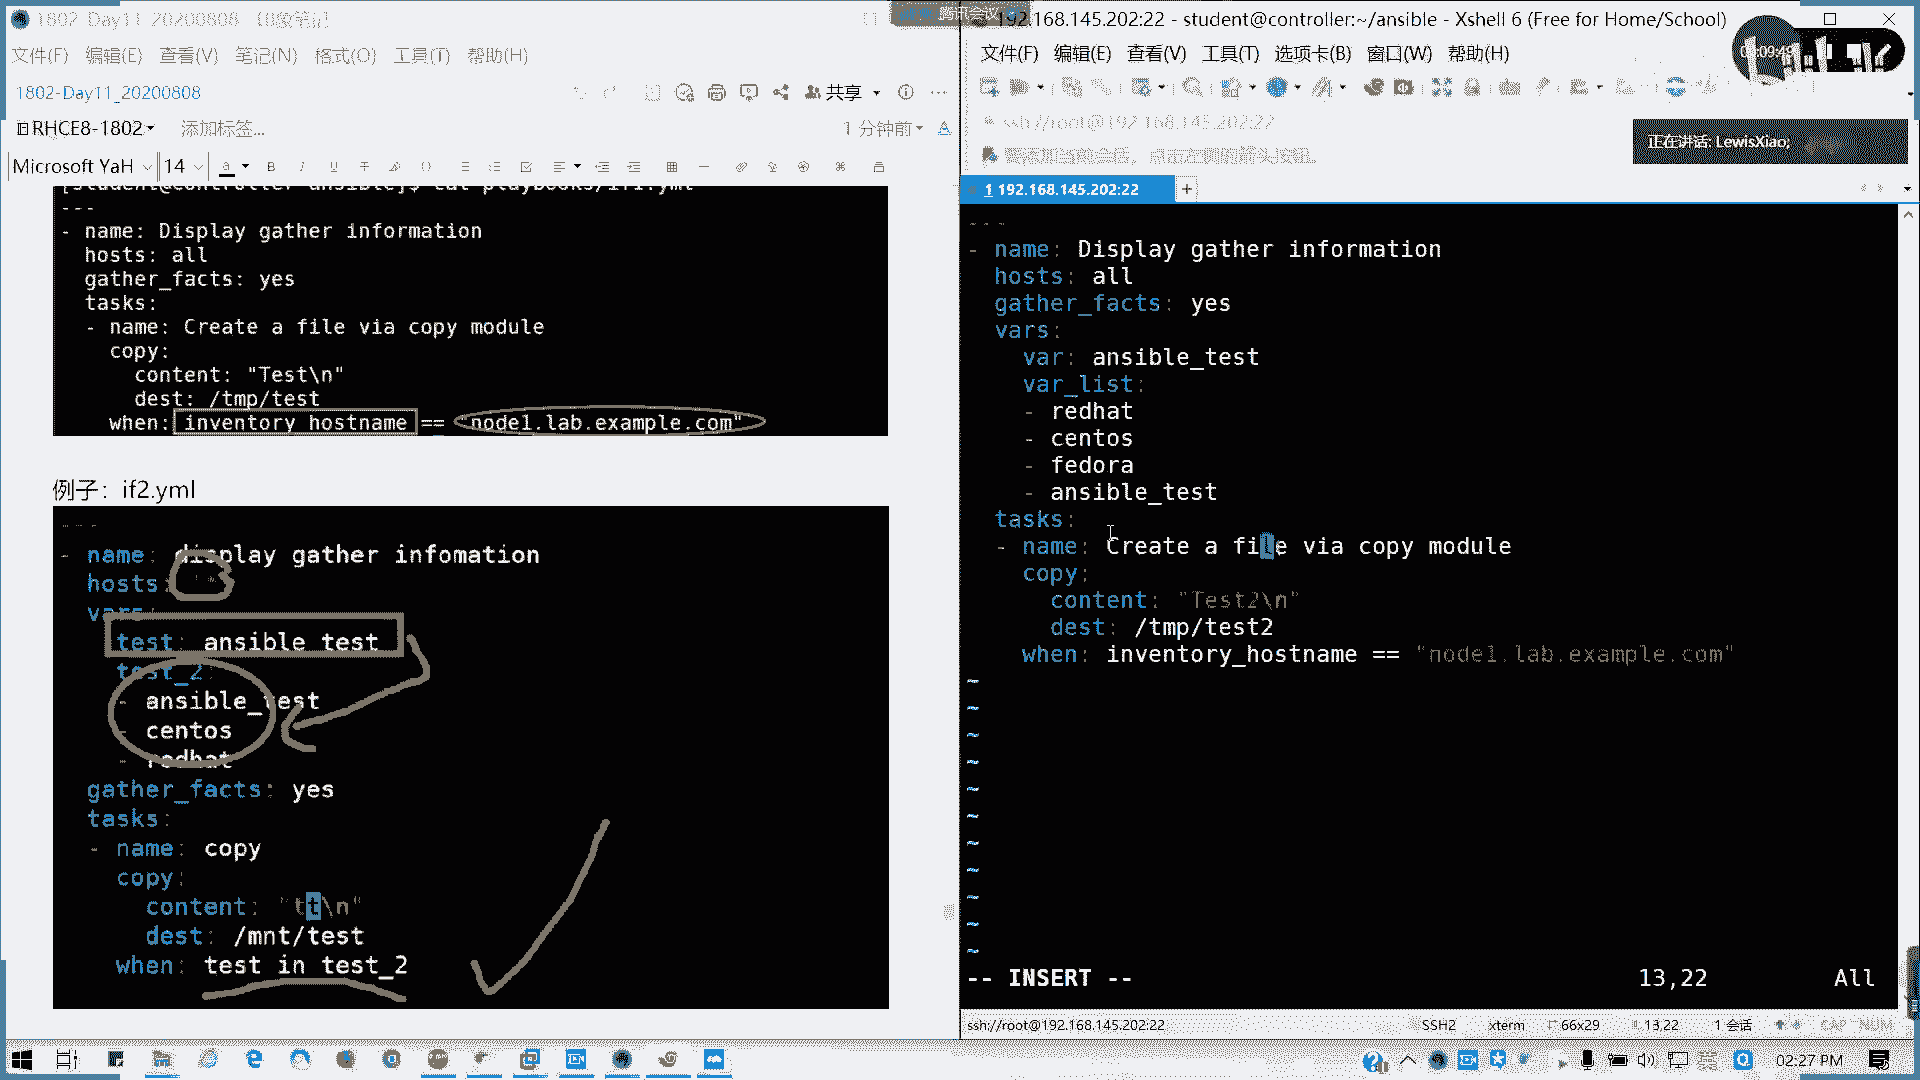 1802-Day11_20200808
文件(F) 编辑(E) 查看(V) 笔记(N) 格式(O) 工具(T) 帮助(H)
1802-Day11_20200808
共享
RHCE8-1802
添加标签...
1 分钟前
Microsoft YaH
14
---
- name: Display gather information
hosts: all
gather_facts: yes
tasks:
- name: Create a file via copy module
copy:
content: "Test\n"
dest: /tmp/test
when: inventory_hostname == "node1.lab.example.com"
例子：if2.yml
---
- name: display gather infomation
hosts:
vars:
test: ansible_test
test_2:
- ansible_test
- centos
- redhat
gather_facts: yes
tasks:
- name: copy
copy:
content: "tt\n"
dest: /mnt/test
when: test in test_2
腾讯会议
192.168.145.202:22 - student@controller:~/ansible - Xshell 6 (Free for Home/School)
文件(F) 编辑(E) 查看(V) 工具(T) 选项卡(B) 窗口(W) 帮助(H)
ssh://root@192.168.145.202:22
要添加当前会话，点击左侧的箭头按钮。
正在讲话: LewisXiao;
1 192.168.145.202:22
---
- name: Display gather information
hosts: all
gather_facts: yes
vars:
var: ansible_test
var_list:
- redhat
- centos
- fedora
- ansible_test
tasks:
- name: Create a file via copy module
copy:
content: "Test2\n"
dest: /tmp/test2
when: inventory_hostname == "node1.lab.example.com"
~
~
~
~
~
~
~
~
~
~
~
-- INSERT --
13,22
All
ssh://root@192.168.145.202:22
SSH2
xterm
66x29
13,22
1 会话
CAP NUM
02:27 PM